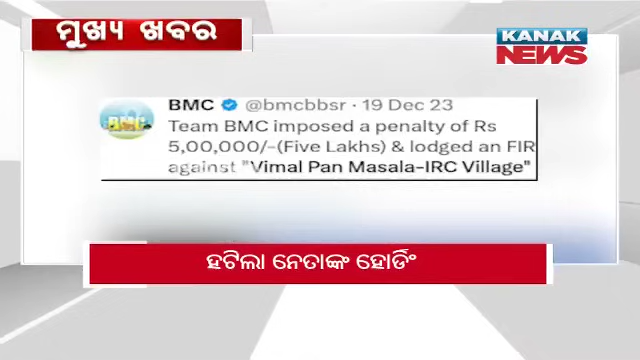 ମୁଖ୍ୟ ଖବର
KANAK
NEWS
BMC @bmcbbsr · 19 Dec 23
Team BMC imposed a penalty of Rs
5,00,000/-(Five Lakhs) & lodged an FIR
against "Vimal Pan Masala-IRC Village"
ହଟିଲା ନେତାଙ୍କ ହୋର୍ଡିଂ